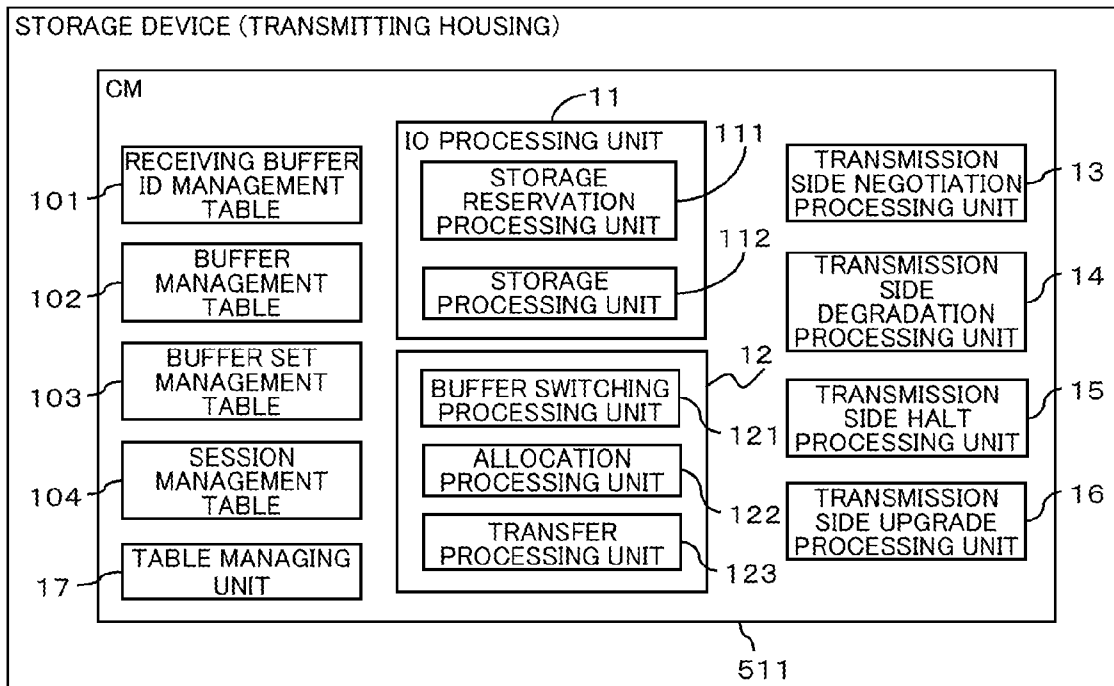 STORAGE DEVICE (TRANSMITTING HOUSING)
CM
101
RECEIVING BUFFER
ID MANAGEMENT
TABLE
102
BUFFER
MANAGEMENT
TABLE
103
BUFFER SET
MANAGEMENT
TABLE
104
SESSION
MANAGEMENT
TABLE
17
TABLE MANAGING
UNIT
11
IO PROCESSING UNIT
111
STORAGE
RESERVATION
PROCESSING UNIT
112
STORAGE
PROCESSING UNIT
12
BUFFER SWITCHING
PROCESSING UNIT
121
ALLOCATION
PROCESSING UNIT
122
TRANSFER
PROCESSING UNIT
123
TRANSMISSION
SIDE NEGOTIATION
PROCESSING UNIT
13
TRANSMISSION
SIDE
DEGRADATION
PROCESSING UNIT
14
TRANSMISSION
SIDE HALT
PROCESSING UNIT
15
TRANSMISSION
SIDE UPGRADE
PROCESSING UNIT
16
511